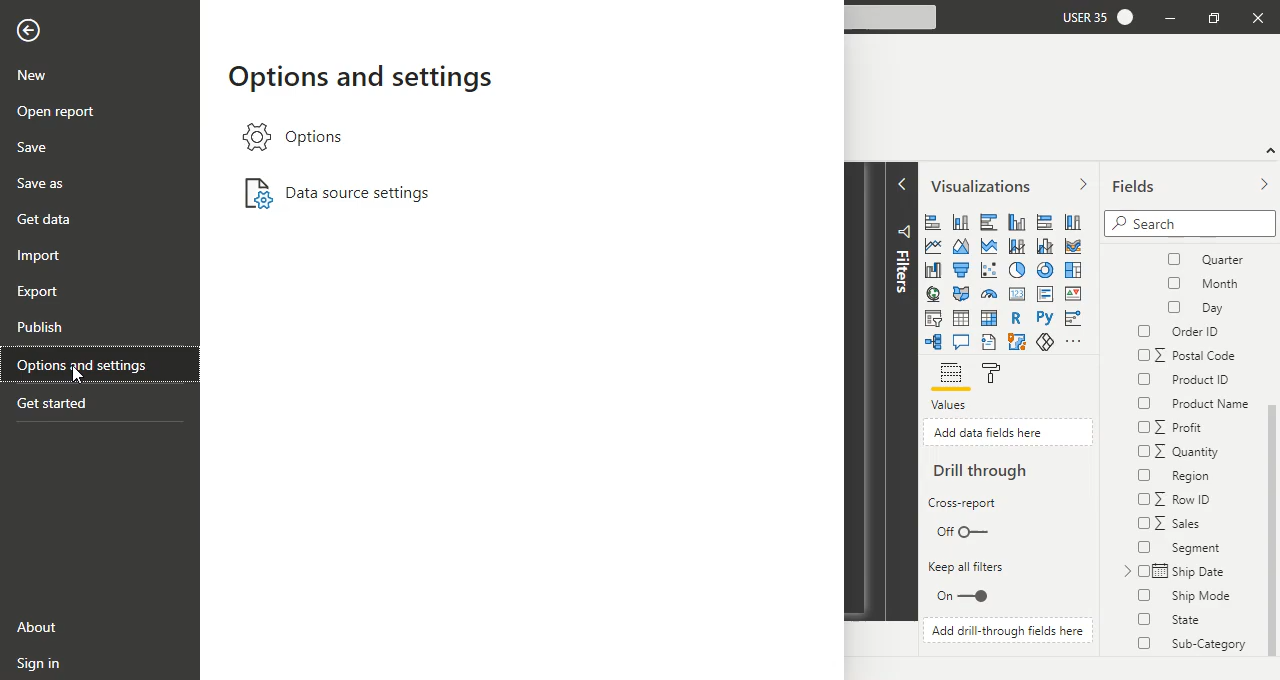 USER 35
New
Open report
Save
Save as
Get data
Import
Export
Publish
Options and settings
Get started
About
Sign in
Options and settings
Options
Data source settings
Filters
Visualizations
123
R
Py
Values
Add data fields here
Drill through
Cross-report
Off
Keep all filters
On
Add drill-through fields here
Fields
Search
Quarter
Month
Day
Order ID
Σ Postal Code
Product ID
Product Name
Σ Profit
Σ Quantity
Region
Σ Row ID
Σ Sales
Segment
Ship Date
Ship Mode
State
Sub-Category